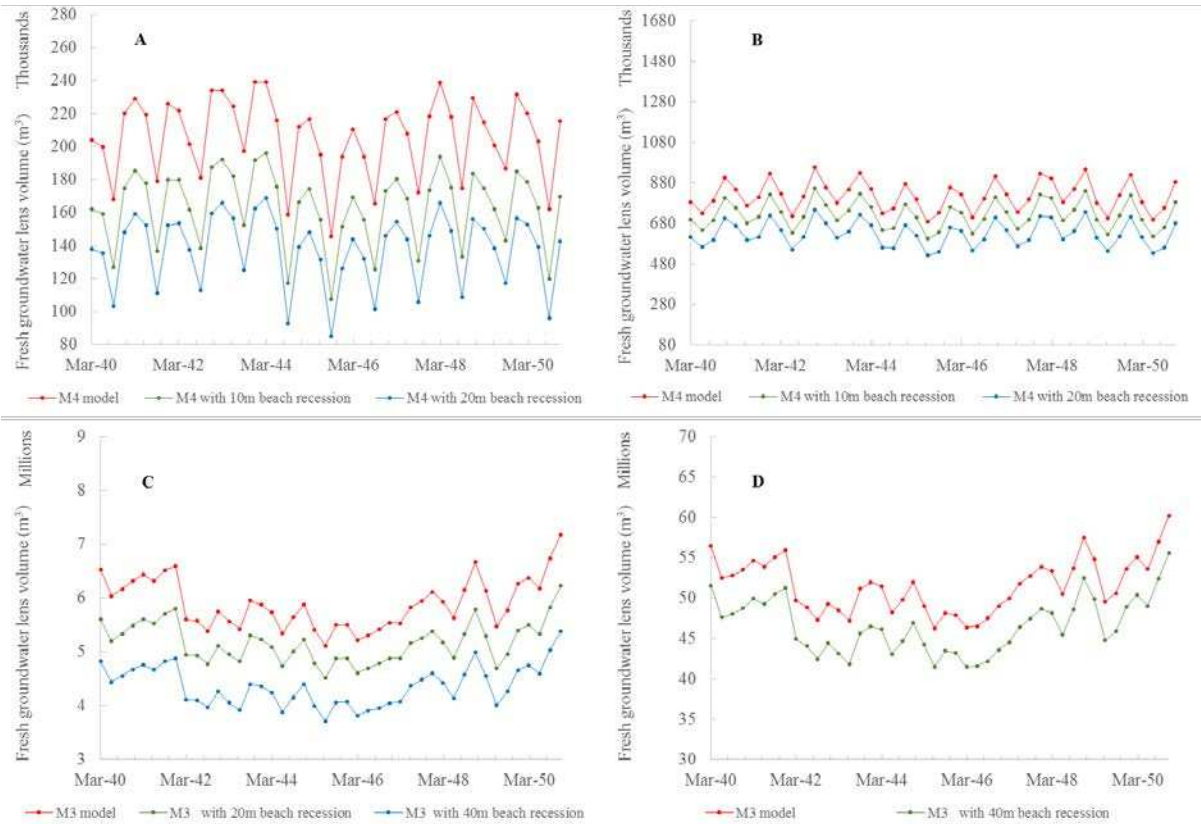 Fresh groundwater lens volume (m³) Thousands
280
260
240
220
200
180
160
140
120
100
80
A
Mar-40 Mar-42 Mar-44 Mar-46 Mar-48 Mar-50
M4 model M4 with 10m beach recession M4 with 20m beach recession
Fresh groundwater lens volume (m³) Thousands
1680
1480
1280
1080
880
680
480
280
80
B
Mar-40 Mar-42 Mar-44 Mar-46 Mar-48 Mar-50
M4 model M4 with 10m beach recession M4 with 20m beach recession
Fresh groundwater lens volume (m³) Millions
9
8
7
6
5
4
3
C
Mar-40 Mar-42 Mar-44 Mar-46 Mar-48 Mar-50
M3 model M3 with 20m beach recession M3 with 40m beach recession
Fresh groundwater lens volume (m³) Millions
70
65
60
55
50
45
40
35
30
D
Mar-40 Mar-42 Mar-44 Mar-46 Mar-48 Mar-50
M3 model M3 with 40m beach recession